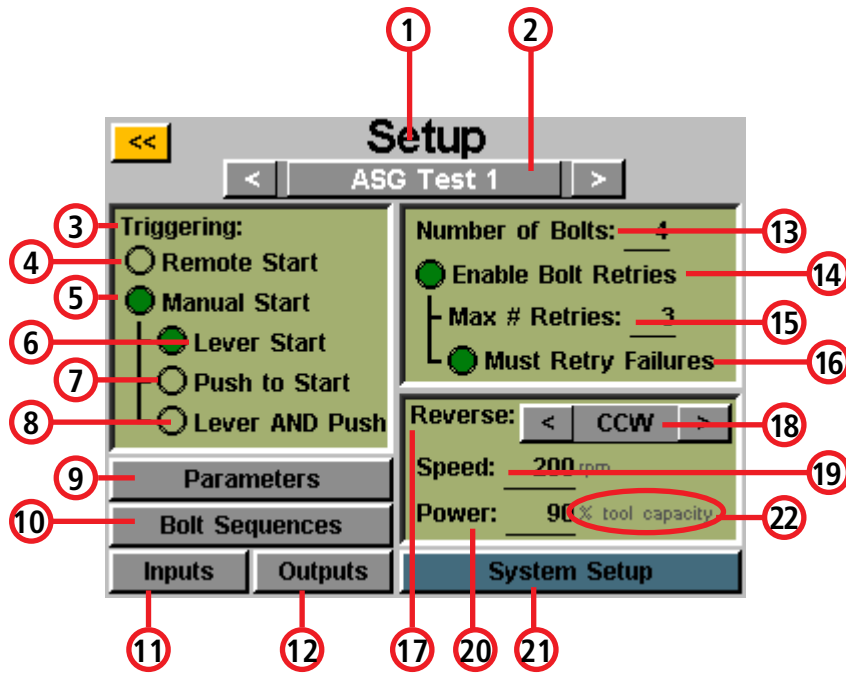 1
2
<< Setup
< ASG Test 1 >
3 Triggering:
4 Remote Start
5 Manual Start
6 Lever Start
7 Push to Start
8 Lever AND Push
Number of Bolts: 4 13
Enable Bolt Retries 14
Max # Retries: 3 15
Must Retry Failures 16
Reverse: < CCW > 18
Speed: 200 rpm 19
Power: 90 % tool capacity 22
9 Parameters
10 Bolt Sequences
Inputs Outputs System Setup
11 12 17 20 21